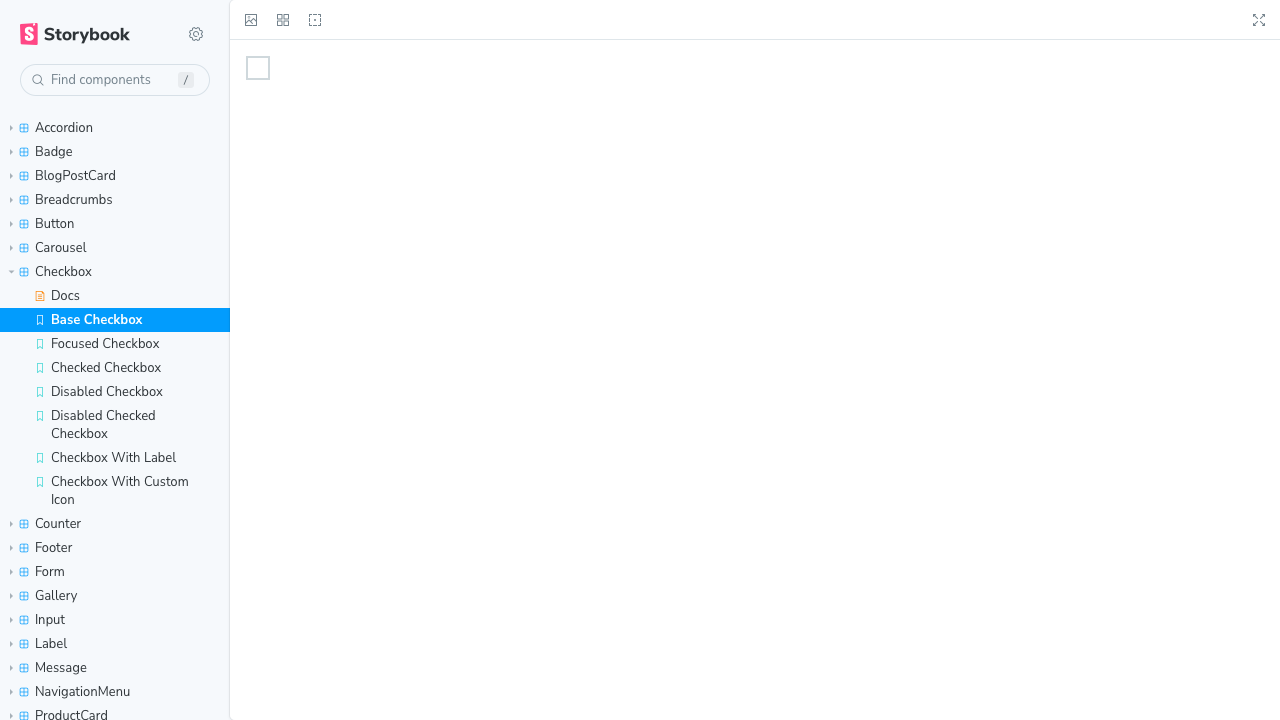 Storybook
Find components
/
Accordion
Badge
BlogPostCard
Breadcrumbs
Button
Carousel
Checkbox
Docs
Base Checkbox
Focused Checkbox
Checked Checkbox
Disabled Checkbox
Disabled Checked
Checkbox
Checkbox With Label
Checkbox With Custom
Icon
Counter
Footer
Form
Gallery
Input
Label
Message
NavigationMenu
ProductCard